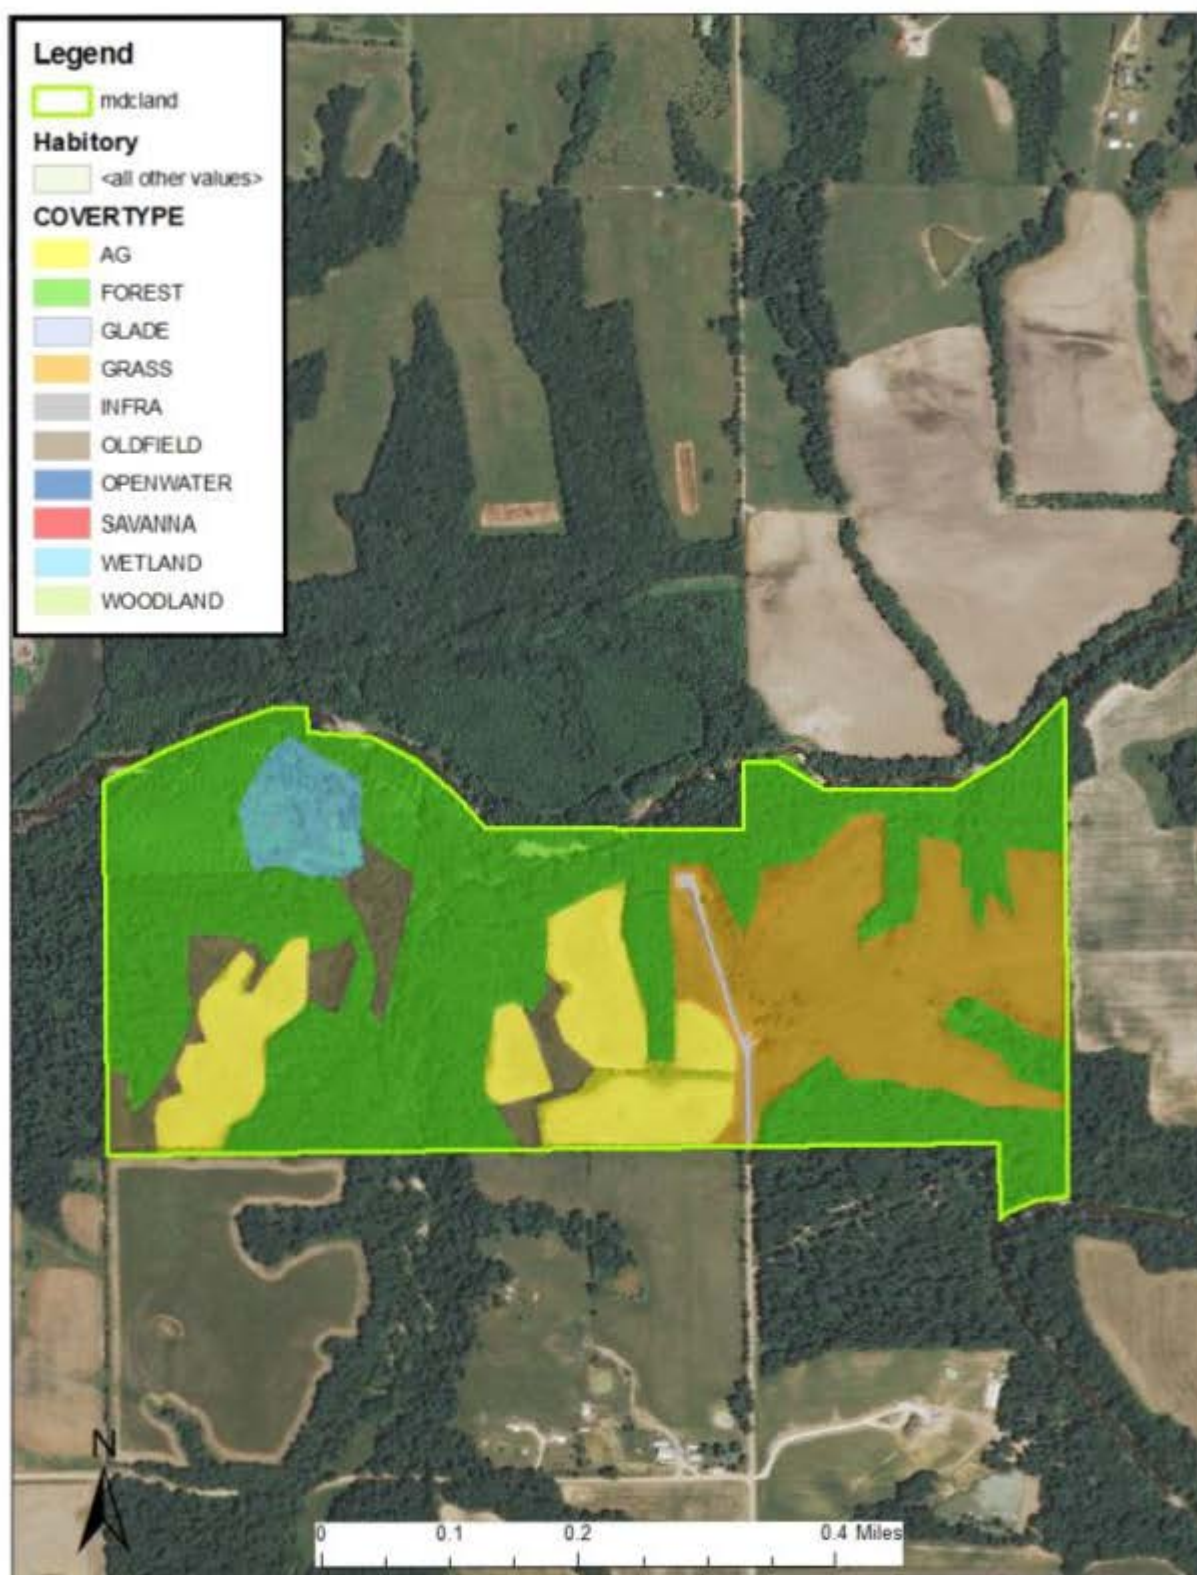 Legend
mdcland
Habitory
<all other values>
COVERTYPE
AG
FOREST
GLADE
GRASS
INFRA
OLDFIELD
OPENWATER
SAVANNA
WETLAND
WOODLAND
N
0 0.1 0.2 0.4 Miles